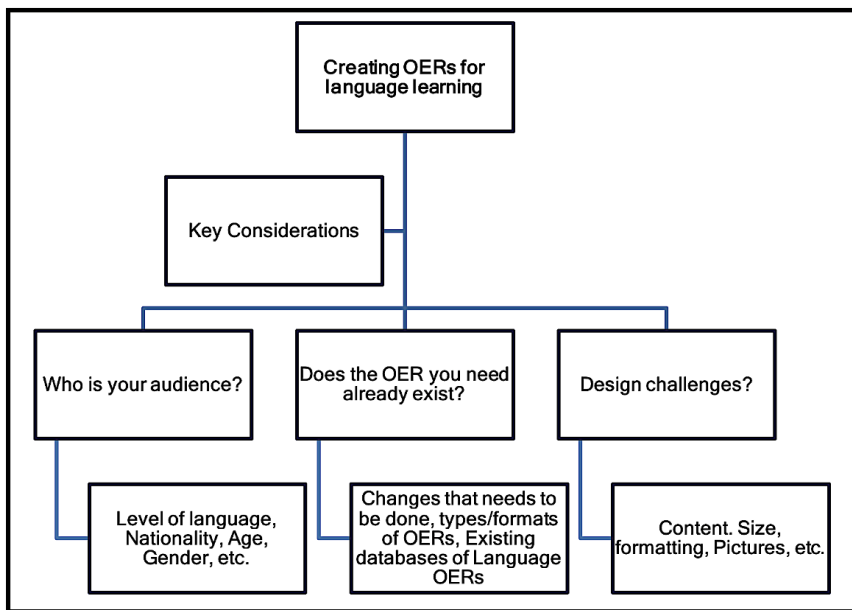 Creating OERs for
language learning
Key Considerations
Who is your audience?
Does the OER you need
already exist?
Design challenges?
Level of language,
Nationality, Age,
Gender, etc.
Changes that needs to
be done, types/formats
of OERs, Existing
databases of Language
OERs
Content. Size,
formatting, Pictures, etc.